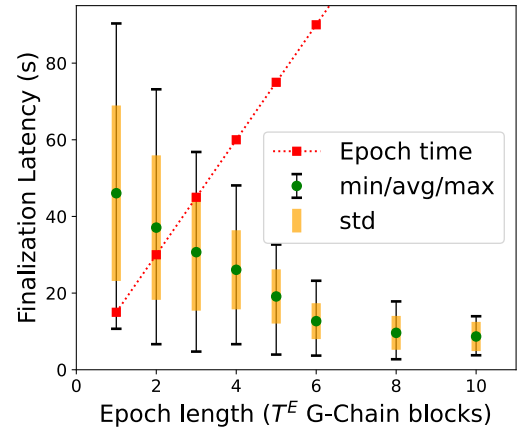 Finalization Latency (s)
80
60
40
20
0
Epoch time
min/avg/max
std
0 2 4 6 8 10
Epoch length (T^E G-Chain blocks)